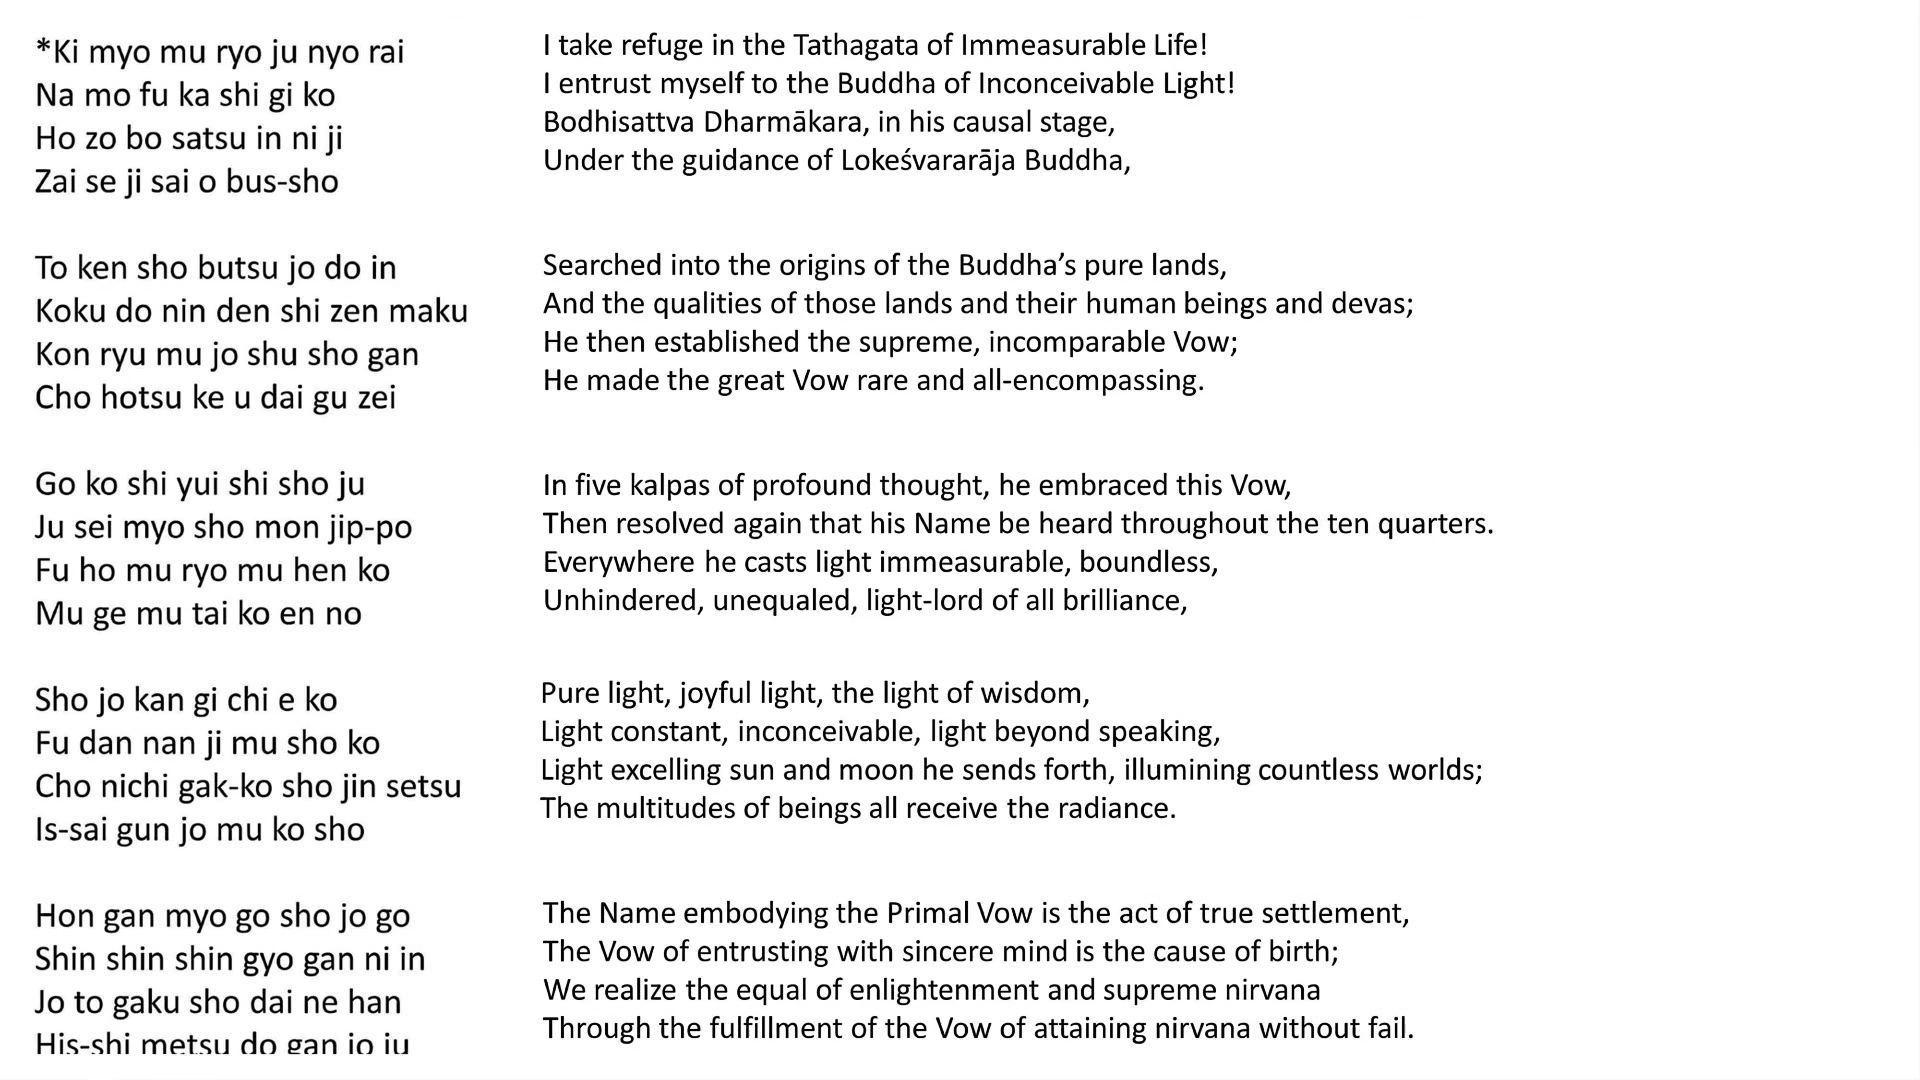 *Ki myo mu ryo ju nyo rai
Na mo fu ka shi gi ko
Ho zo bo satsu in ni ji
Zai se ji sai o bus-sho
To ken sho butsu jo do in
Koku do nin den shi zen maku
Kon ryu mu jo shu sho gan
Cho hotsu ke u dai gu zei
Go ko shi yui shi sho ju
Ju sei myo sho mon jip-po
Fu ho mu ryo mu hen ko
Mu ge mu tai ko en no
Sho jo kan gi chi e ko
Fu dan nan ji mu sho ko
Cho nichi gak-ko sho jin setsu
Is-sai gun jo mu ko sho
Hon gan myo go sho jo go
Shin shin shin gyo gan ni in
Jo to gaku sho dai ne han
His-shi metsu do gan jo ju
I take refuge in the Tathagata of Immeasurable Life!
I entrust myself to the Buddha of Inconceivable Light!
Bodhisattva Dharmākara, in his causal stage,
Under the guidance of Lokeśvararāja Buddha,
Searched into the origins of the Buddha’s pure lands,
And the qualities of those lands and their human beings and devas;
He then established the supreme, incomparable Vow;
He made the great Vow rare and all-encompassing.
In five kalpas of profound thought, he embraced this Vow,
Then resolved again that his Name be heard throughout the ten quarters.
Everywhere he casts light immeasurable, boundless,
Unhindered, unequaled, light-lord of all brilliance,
Pure light, joyful light, the light of wisdom,
Light constant, inconceivable, light beyond speaking,
Light excelling sun and moon he sends forth, illumining countless worlds;
The multitudes of beings all receive the radiance.
The Name embodying the Primal Vow is the act of true settlement,
The Vow of entrusting with sincere mind is the cause of birth;
We realize the equal of enlightenment and supreme nirvana
Through the fulfillment of the Vow of attaining nirvana without fail.